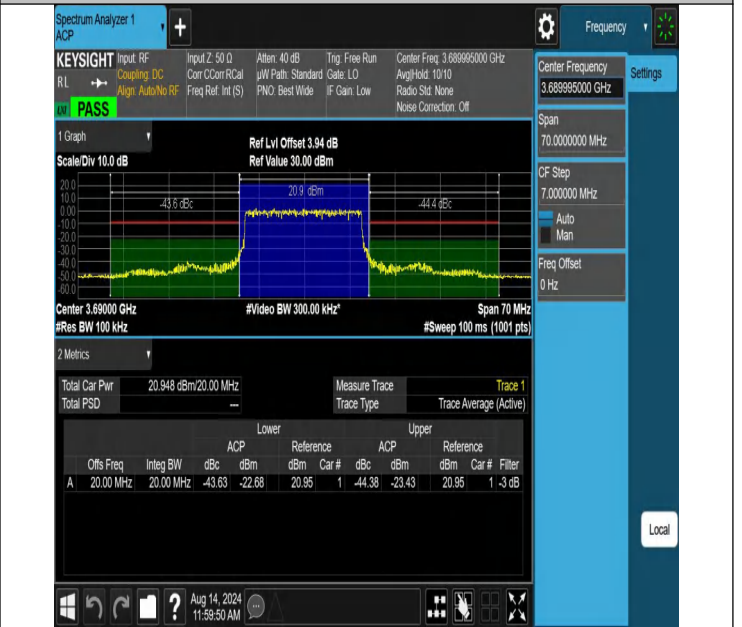 Spectrum Analyzer 1
ACP
+
Frequency
KEYSIGHT Input: RF Input Z: 50 Ω Atten: 40 dB Trig: Free Run Center Freq: 3.689995000 GHz
RL Coupling: DC Corr CCorr RCal µW Path: Standard Gate: LO Avg|Hold: 10/10
Align: Auto/No RF Freq Ref: Int (S) PNO: Best Wide IF Gain: Low Radio Std: None
PASS Noise Correction: Off
Center Frequency
3.689995000 GHz
Settings
Span
70.0000000 MHz
CF Step
7.000000 MHz
Auto
Man
Freq Offset
0 Hz
1 Graph
Ref Lvl Offset 3.94 dB
Scale/Div 10.0 dB Ref Value 30.00 dBm
20.0
10.0
0.00
-10.0
-20.0
-30.0
-40.0
-50.0
-60.0
-43.6 dBc 20.9 dBm -44.4 dBc
Center 3.69000 GHz #Video BW 300.00 kHz* Span 70 MHz
#Res BW 100 kHz #Sweep 100 ms (1001 pts)
2 Metrics
Total Car Pwr 20.948 dBm/20.00 MHz Measure Trace Trace 1
Total PSD --- Trace Type Trace Average (Active)
Lower Upper
ACP Reference ACP Reference
Offs Freq Integ BW dBc dBm dBm Car # dBc dBm dBm Car # Filter
A 20.00 MHz 20.00 MHz -43.63 -22.68 20.95 1 -44.38 -23.43 20.95 1 -3 dB
Local
? Aug 14, 2024
11:59:50 AM